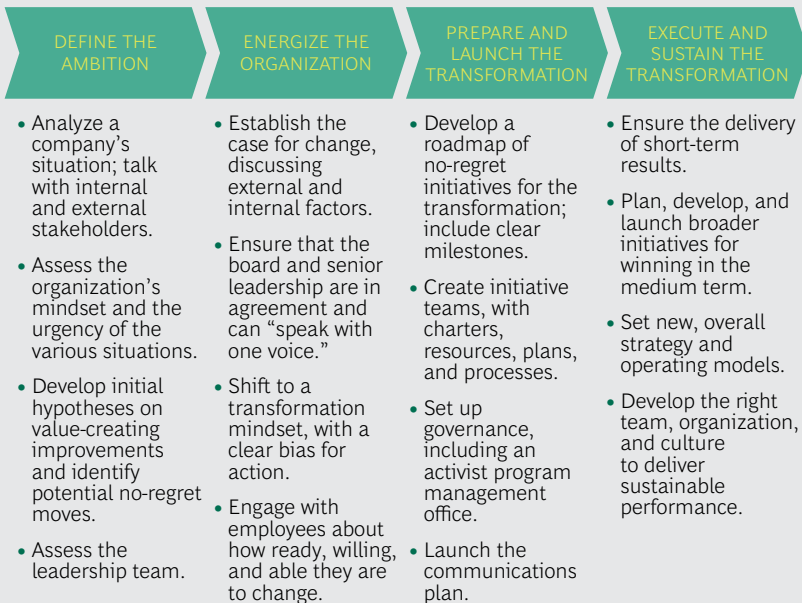 DEFINE THE
AMBITION
• Analyze a
company’s
situation; talk
with internal
and external
stakeholders.
• Assess the
organization’s
mindset and the
urgency of the
various situations.
• Develop initial
hypotheses on
value-creating
improvements
and identify
potential no-regret
moves.
• Assess the
leadership team.
ENERGIZE THE
ORGANIZATION
• Establish the
case for change,
discussing
external and
internal factors.
• Ensure that the
board and senior
leadership are in
agreement and
can “speak with
one voice.”
• Shift to a
transformation
mindset, with a
clear bias for
action.
• Engage with
employees about
how ready, willing,
and able they are
to change.
PREPARE AND
LAUNCH THE
TRANSFORMATION
• Develop a
roadmap of
no-regret
initiatives for the
transformation;
include clear
milestones.
• Create initiative
teams, with
charters,
resources, plans,
and processes.
• Set up
governance,
including an
activist program
management
office.
• Launch the
communications
plan.
EXECUTE AND
SUSTAIN THE
TRANSFORMATION
• Ensure the delivery
of short-term
results.
• Plan, develop, and
launch broader
initiatives for
winning in the
medium term.
• Set new, overall
strategy and
operating models.
• Develop the right
team, organization,
and culture
to deliver
sustainable
performance.